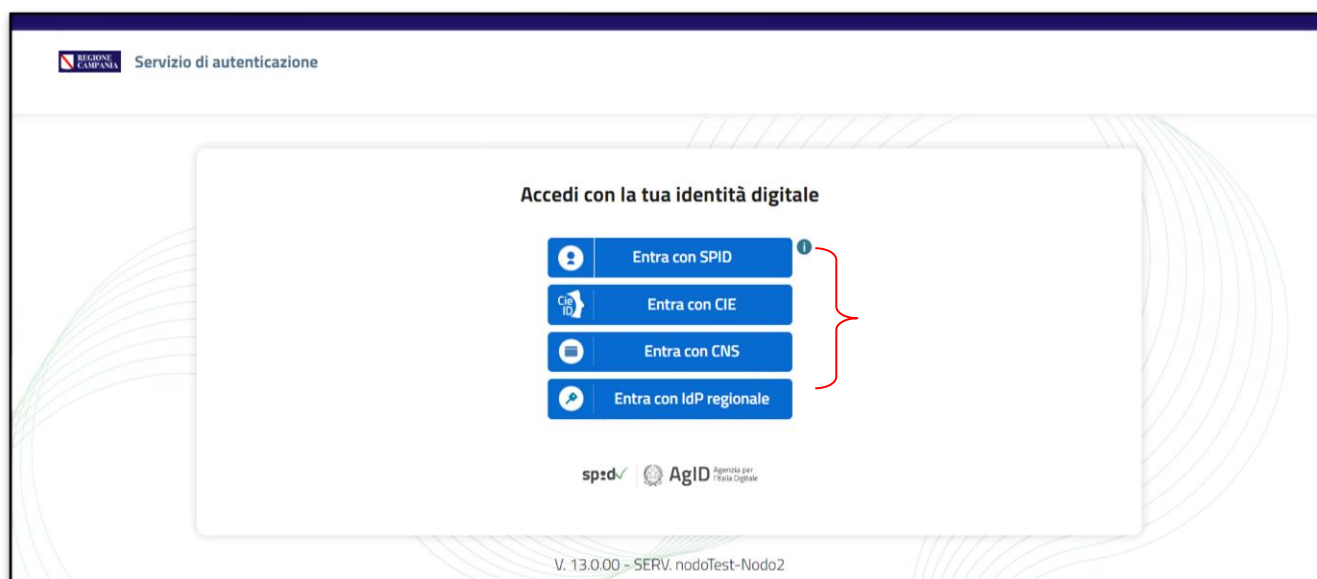 REGIONE
CAMPANIA
Servizio di autenticazione
Accedi con la tua identità digitale
Entra con SPID
i
Cie
ID
Entra con CIE
Entra con CNS
Entra con IdP regionale
spid
AgID
Agenzia per
l'Italia Digitale
V. 13.0.00 - SERV. nodoTest-Nodo2